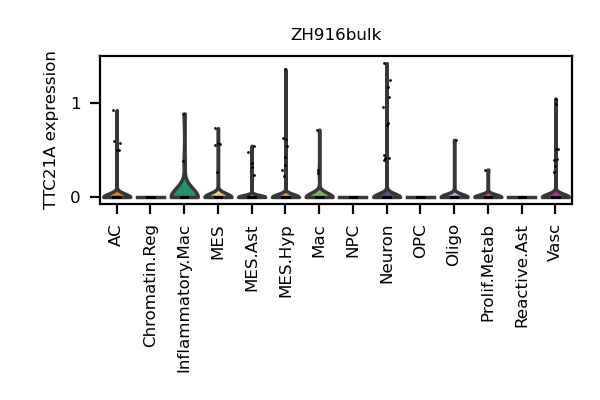 ZH916bulk
TTC21A expression
1
0
AC
Chromatin.Reg
Inflammatory.Mac
MES
MES.Ast
MES.Hyp
Mac
NPC
Neuron
OPC
Oligo
Prolif.Metab
Reactive.Ast
Vasc